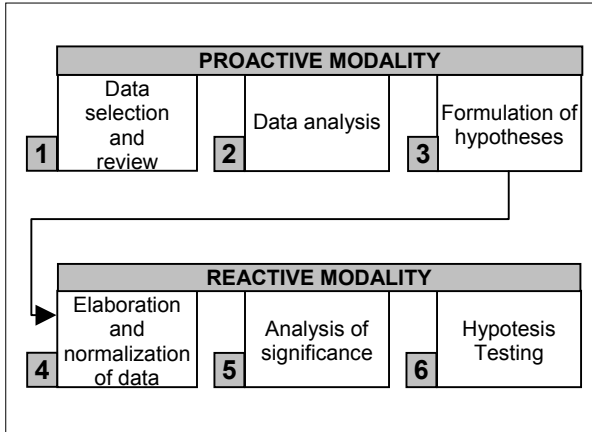 PROACTIVE MODALITY
Data
selection
and
review
1
Data analysis
2
Formulation of
hypotheses
3
REACTIVE MODALITY
Elaboration
and
normalization
of data
4
Analysis of
significance
5
Hypotesis
Testing
6